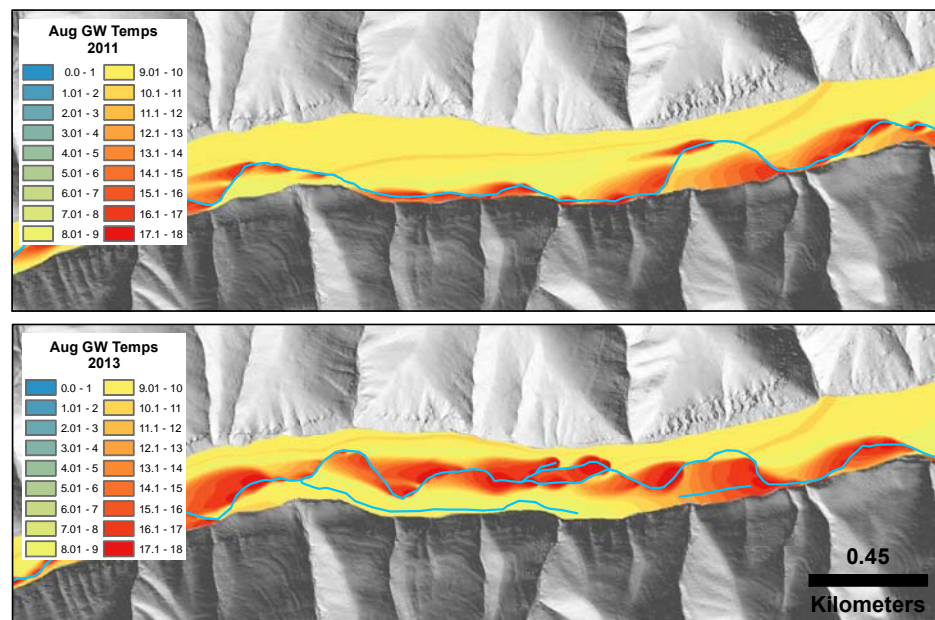 Aug GW Temps
2011
0.0 - 1 9.01 - 10
1.01 - 2 10.1 - 11
2.01 - 3 11.1 - 12
3.01 - 4 12.1 - 13
4.01 - 5 13.1 - 14
5.01 - 6 14.1 - 15
6.01 - 7 15.1 - 16
7.01 - 8 16.1 - 17
8.01 - 9 17.1 - 18
Aug GW Temps
2013
0.0 - 1 9.01 - 10
1.01 - 2 10.1 - 11
2.01 - 3 11.1 - 12
3.01 - 4 12.1 - 13
4.01 - 5 13.1 - 14
5.01 - 6 14.1 - 15
6.01 - 7 15.1 - 16
7.01 - 8 16.1 - 17
8.01 - 9 17.1 - 18
0.45
Kilometers